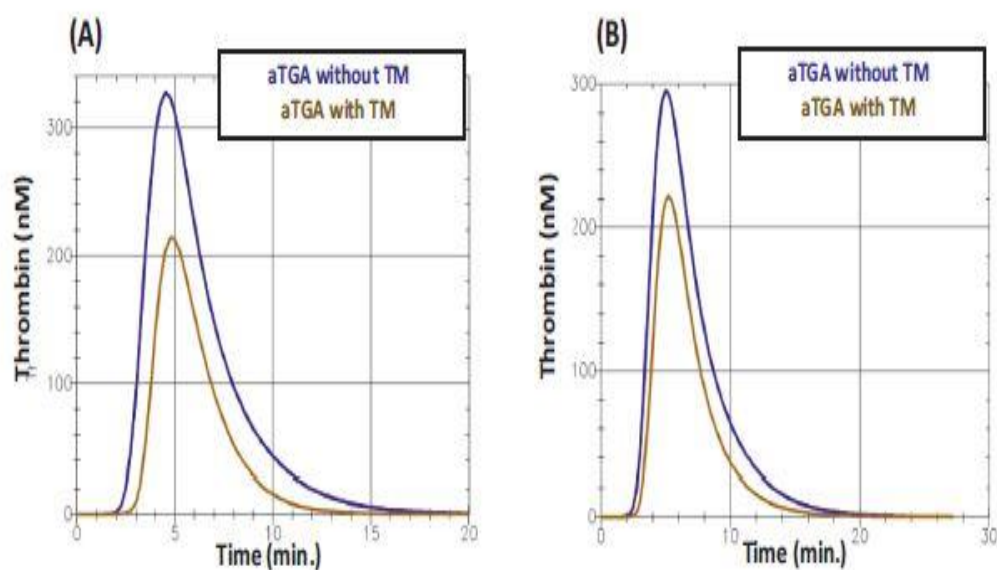 (A)
aTGA without TM
aTGA with TM
Thrombin (nM)
300
200
100
0
0 5 10 15 20
Time (min.)
(B)
aTGA without TM
aTGA with TM
Thrombin (nM)
300
200
100
0
0 10 20 30
Time (min.)